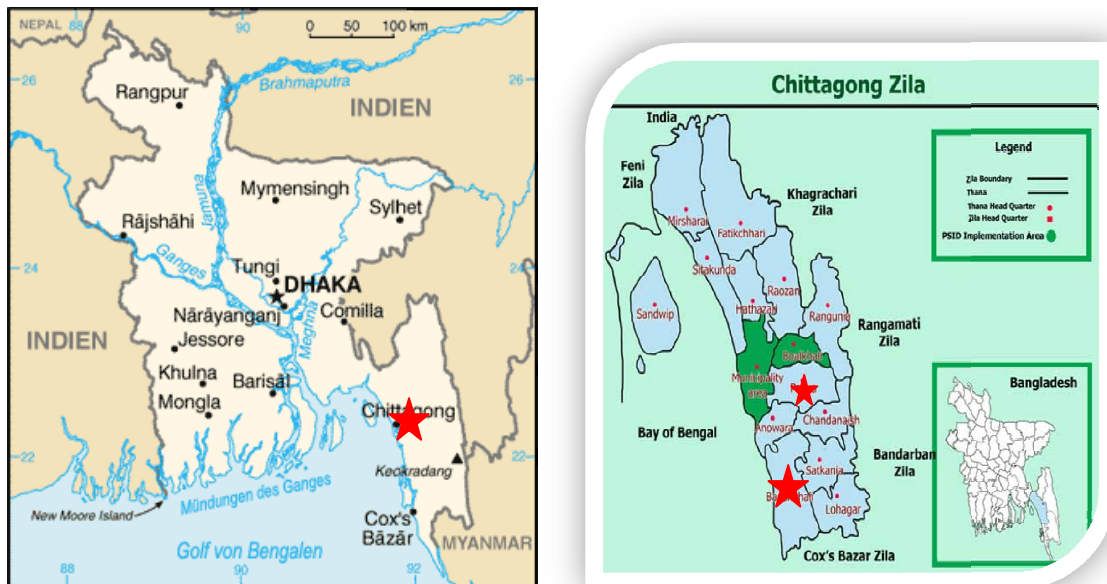 NEPAL
88
90
0 50 100 km
26
26
Brahmaputra
Rangpur
INDIEN
Jamuna
Mymensingh
Sylhet
Rājshāhi
24
24
Ganges
Tungi
DHAKA
Nārāyanganj
Meghna
Comilla
INDIEN
Jessore
Khulna
Barisāl
Mongla
Chittagong
22
22
Keokradang
Mündungen des Ganges
New Moore Island
Cox's
Bāzār
Golf von Bengalen
MYANMAR
88
90
92
Chittagong Zila
India
Feni
Zila
Khagrachari
Zila
Mirsharai
Fatikchhari
Sitakunda
Raozan
Sandwip
Hathazari
Rangunia
Rangamati
Zila
Boalkhali
Municipality
area
Anowara
Chandanaish
Bay of Bengal
Satkania
Bandarban
Zila
Lohagar
Cox's Bazar Zila
Legend
Zila Boundary
Thana
Thana Head Quarter
Zila Head Quarter
PSID Implementation Area
Bangladesh